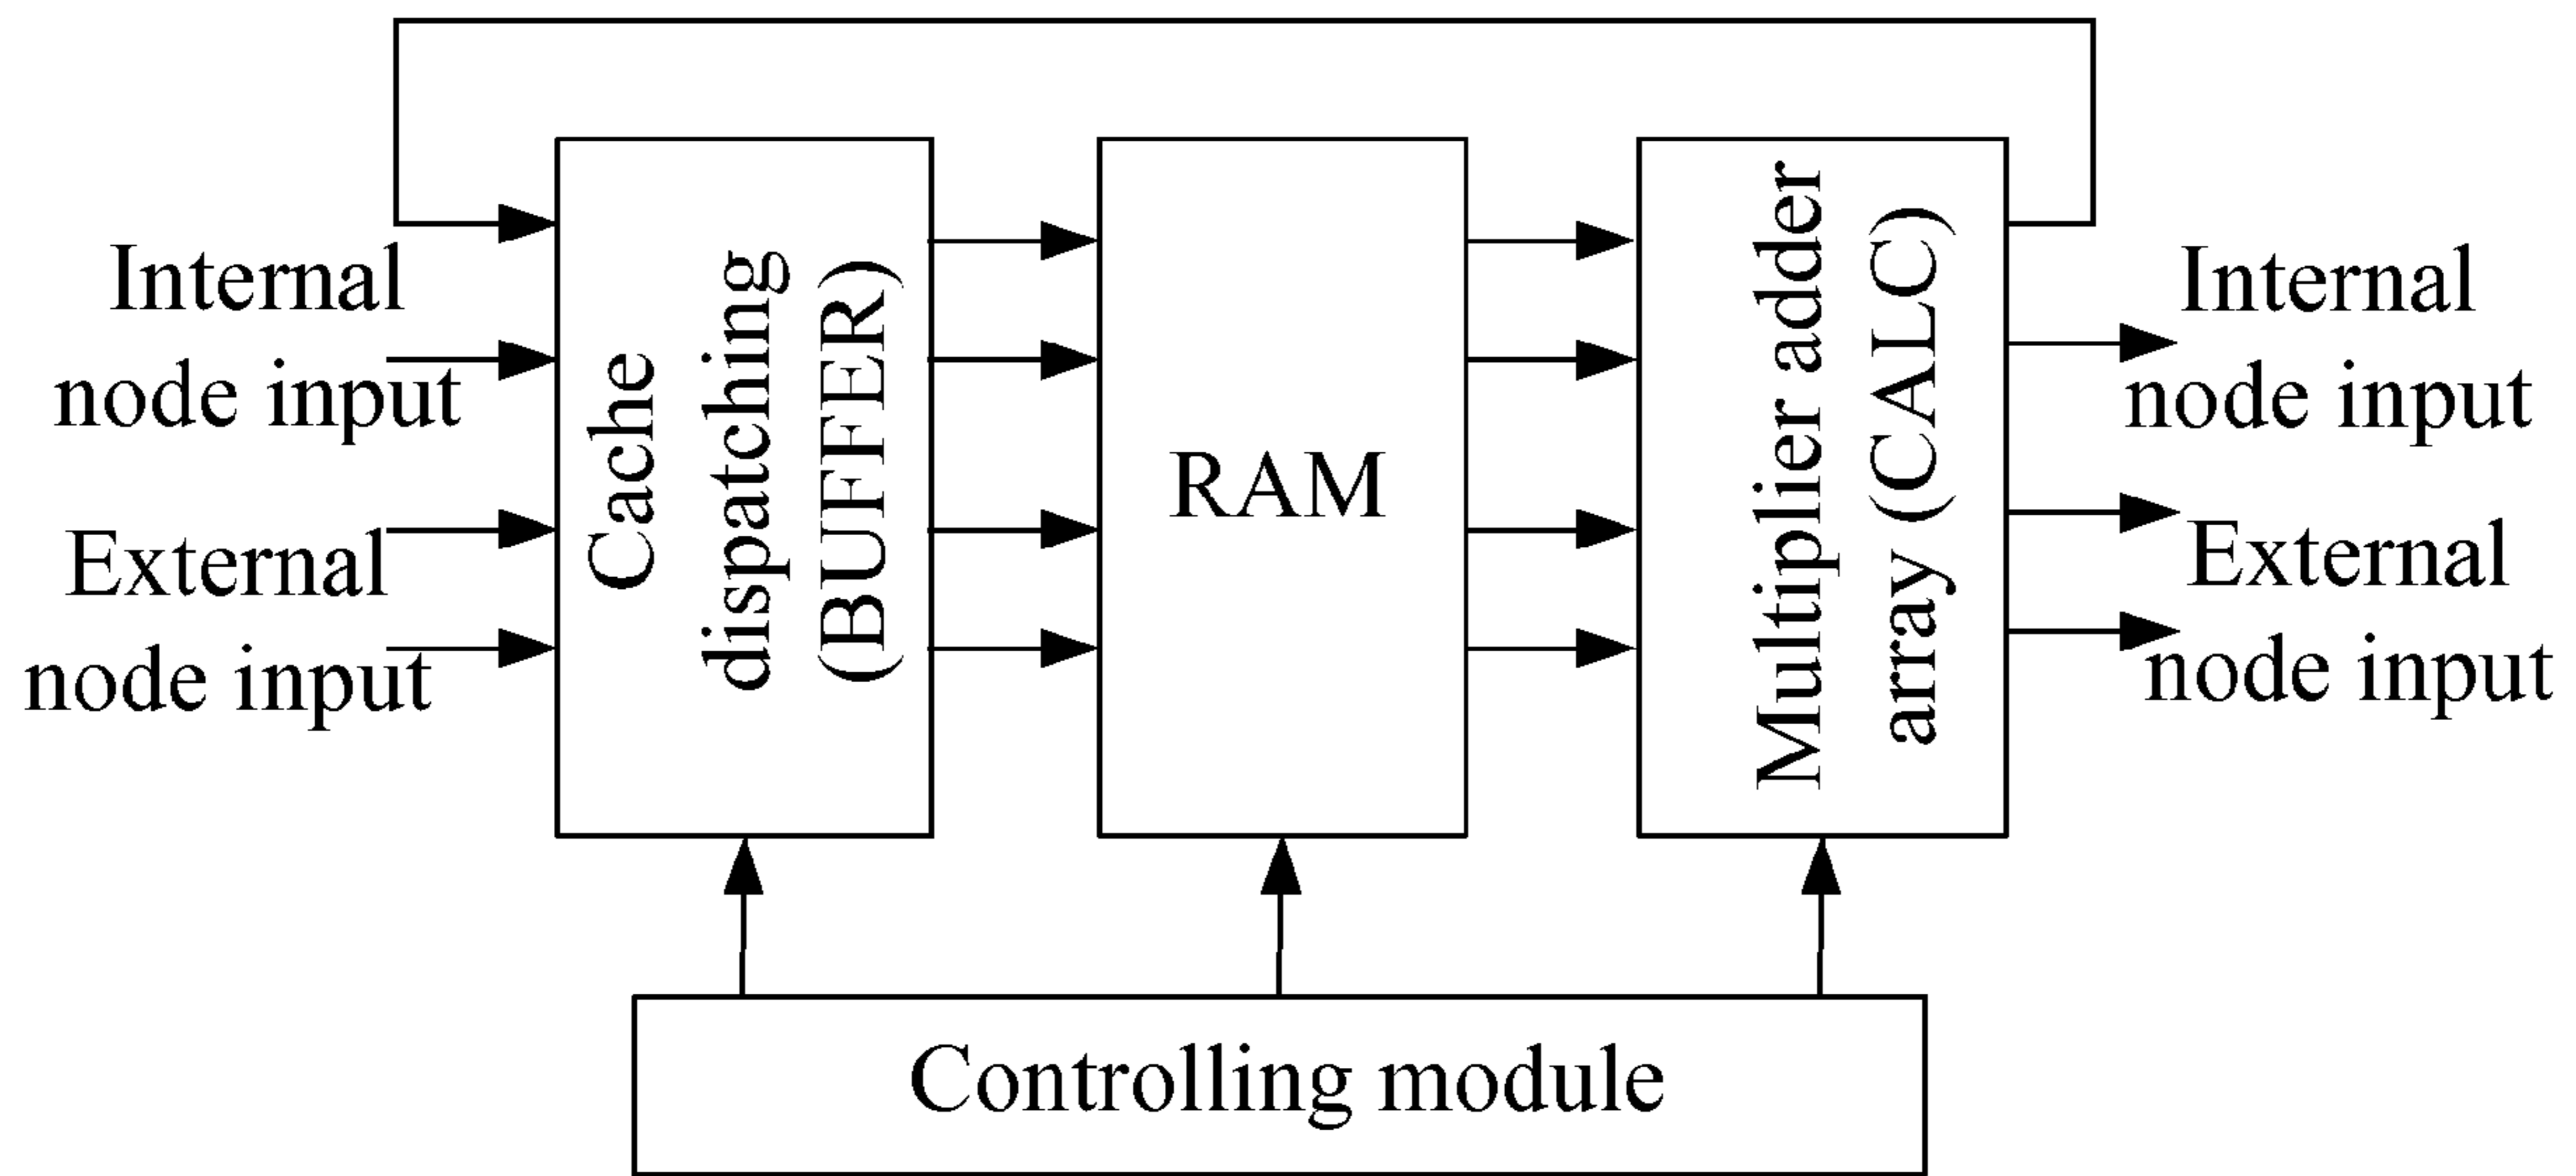 Internal
node input
External
node input
Cache
dispatching
(BUFFER)
RAM
Multiplier adder
array (CALC)
Internal
node input
External
node input
Controlling module